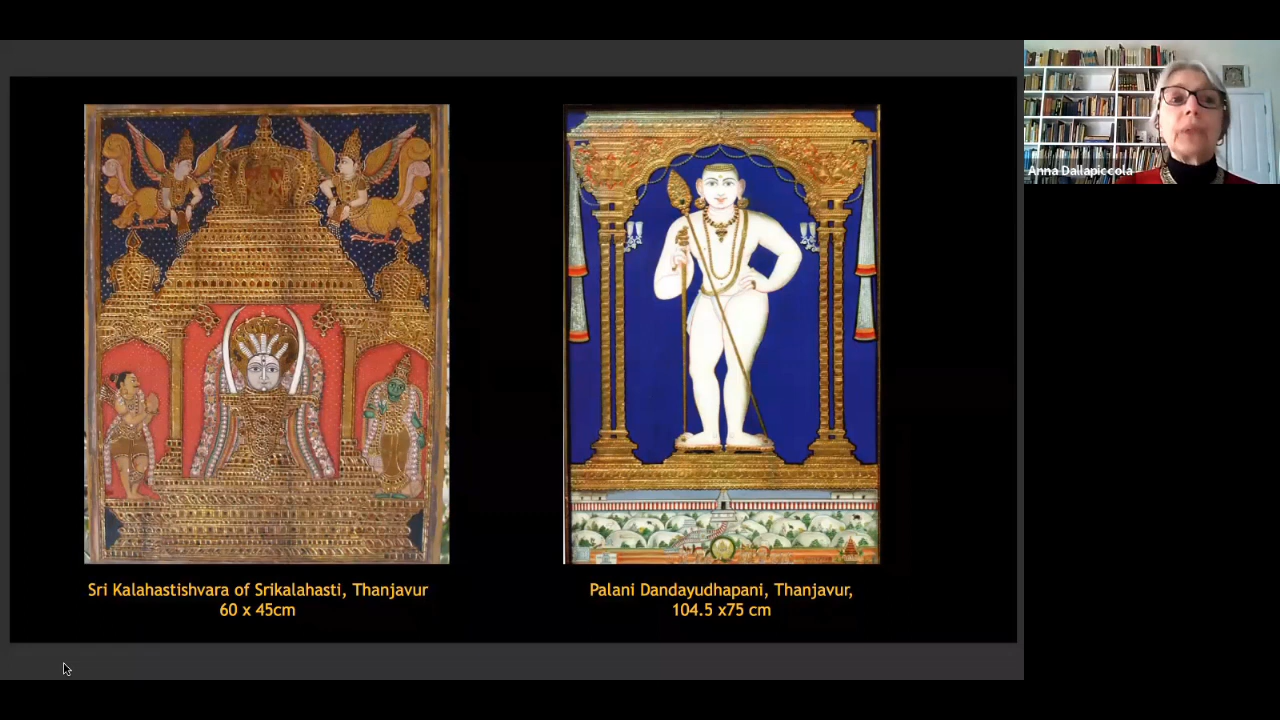 Anna Dallapiccola
Sri Kalahastishvara of Srikalahasti, Thanjavur
60 x 45cm
Palani Dandayudhapani, Thanjavur,
104.5 x75 cm